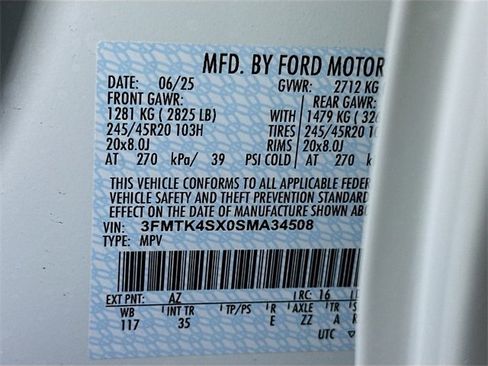 MFD. BY FORD MOTOR
DATE: 06/25 GVWR: 2712 KG
FRONT GAWR: REAR GAWR:
1281 KG ( 2825 LB) WITH 1479 KG (
245/45R20 103H TIRES 245/45R20
20x8.0J RIMS 20x8.0J
AT 270 kPa/ 39 PSI COLD AT 270
THIS VEHICLE CONFORMS TO ALL APPLICABLE
VEHICLE SAFETY AND THEFT PREVENTION
EFFECT ON THE DATE OF MANUFACTURE SHOWN
VIN: 3FMTK4SX0SMA34508
TYPE: MPV
EXT PNT: AZ RC: 16
WB INT TR TP/PS R AXLE TR
117 35 E ZZ A
UTC